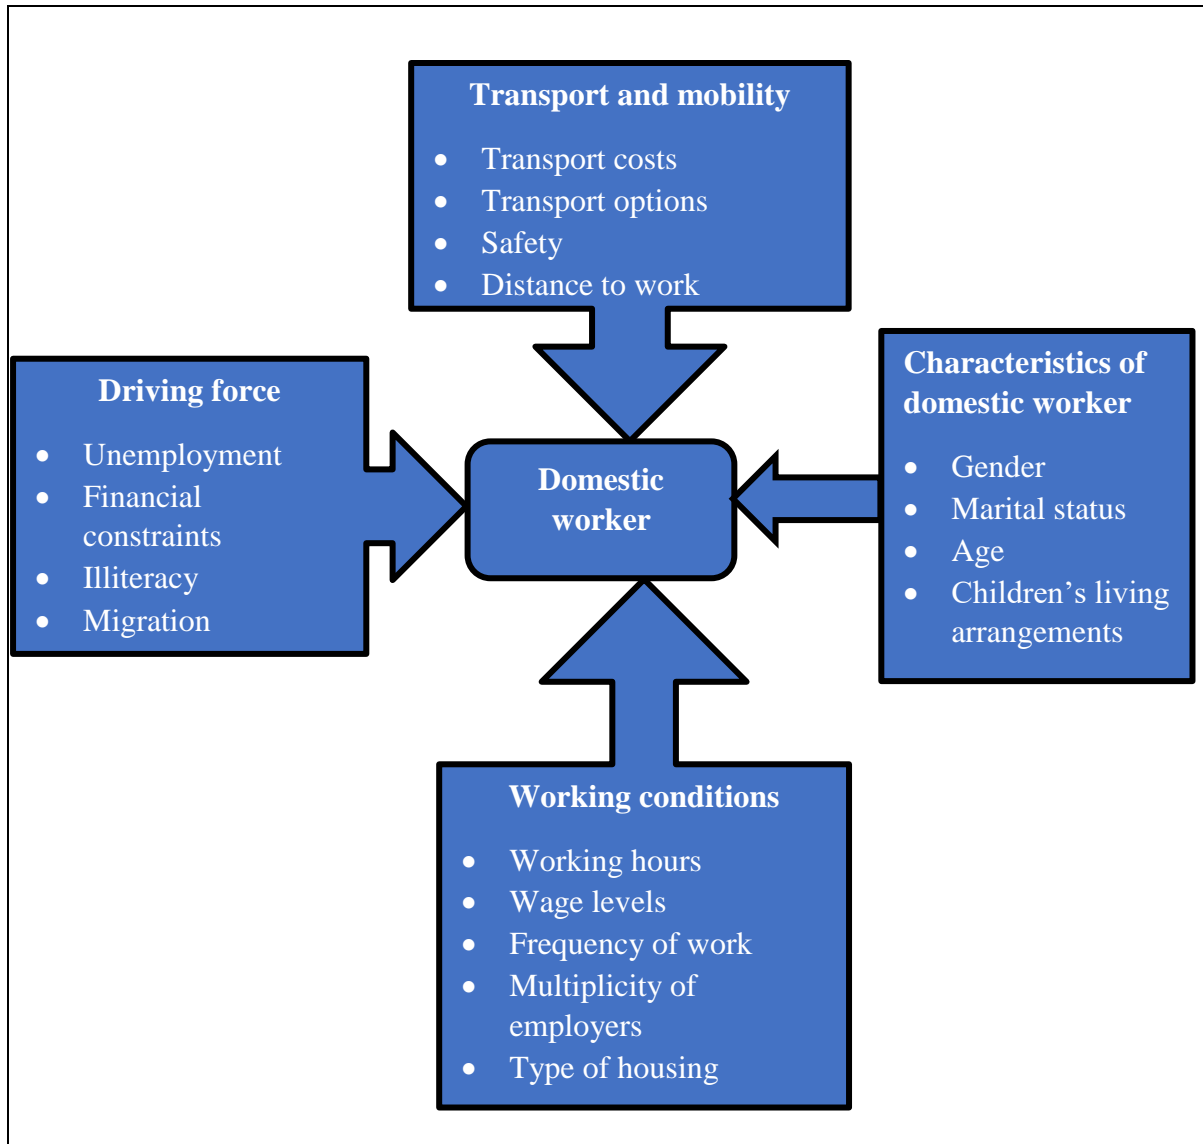 Transport and mobility
• Transport costs
• Transport options
• Safety
• Distance to work
Driving force
• Unemployment
• Financial
constraints
• Illiteracy
• Migration
Domestic
worker
Characteristics of
domestic worker
• Gender
• Marital status
• Age
• Children’s living
arrangements
Working conditions
• Working hours
• Wage levels
• Frequency of work
• Multiplicity of
employers
• Type of housing